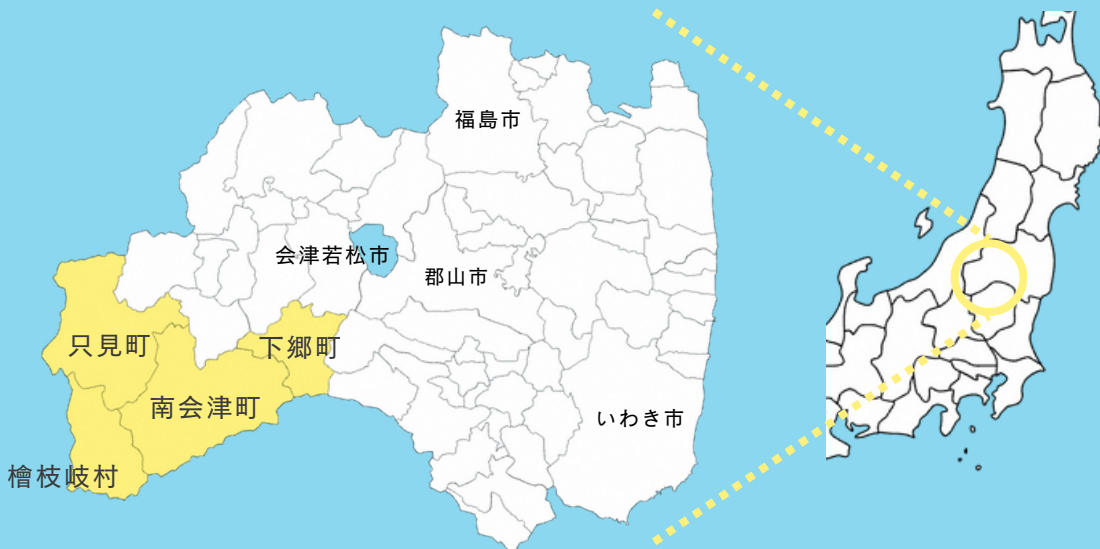 福島市
会津若松市
郡山市
只見町
下郷町
南会津町
いわき市
檜枝岐村